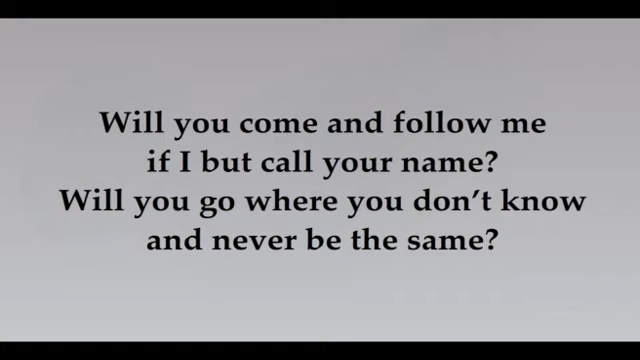 Will you come and follow me
if I but call your name?
Will you go where you don't know
and never be the same?